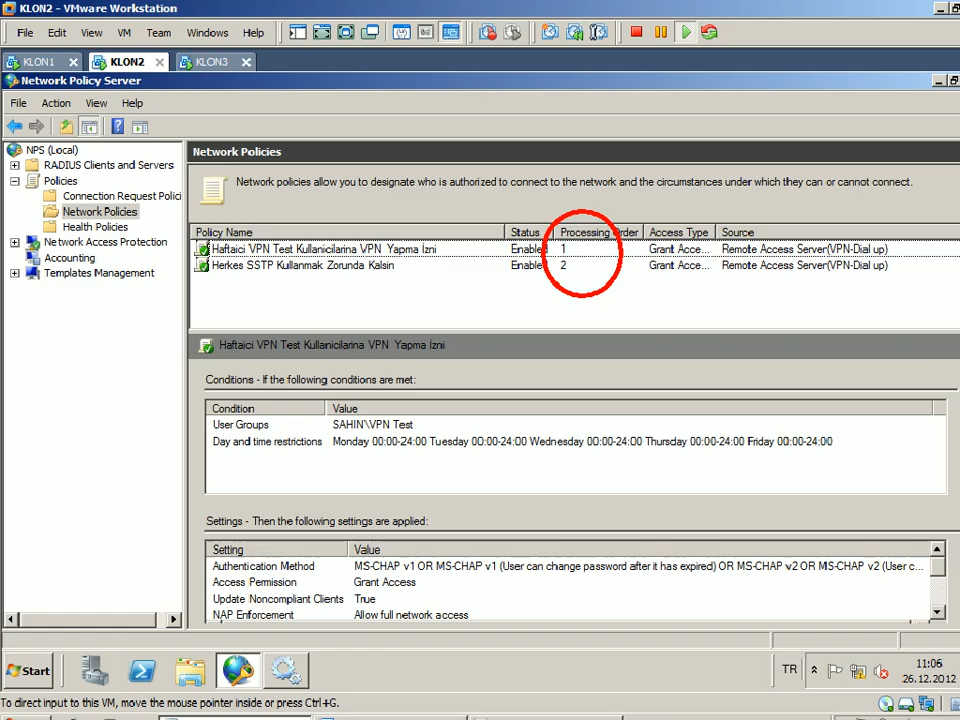 KLON2 - VMware Workstation
File Edit View VM Team Windows Help
KLON1 KLON2 KLON3
Network Policy Server
File Action View Help
NPS (Local)
RADIUS Clients and Servers
Policies
Connection Request Polici
Network Policies
Health Policies
Network Access Protection
Accounting
Templates Management
Network Policies
Network policies allow you to designate who is authorized to connect to the network and the circumstances under which they can or cannot connect.
Policy Name Status Processing Order Access Type Source
Haftaici VPN Test Kullanicilarina VPN Yapma İzni Enable 1 Grant Acce... Remote Access Server(VPN-Dial up)
Herkes SSTP Kullanmak Zorunda Kalsin Enable 2 Grant Acce... Remote Access Server(VPN-Dial up)
Haftaici VPN Test Kullanicilarina VPN Yapma İzni
Conditions - If the following conditions are met:
Condition Value
User Groups SAHIN\VPN Test
Day and time restrictions Monday 00:00-24:00 Tuesday 00:00-24:00 Wednesday 00:00-24:00 Thursday 00:00-24:00 Friday 00:00-24:00
Settings - Then the following settings are applied:
Setting Value
Authentication Method MS-CHAP v1 OR MS-CHAP v1 (User can change password after it has expired) OR MS-CHAP v2 OR MS-CHAP v2 (User c...
Access Permission Grant Access
Update Noncompliant Clients True
NAP Enforcement Allow full network access
Start TR 11:06
26.12.2012
To direct input to this VM, move the mouse pointer inside or press Ctrl+G.